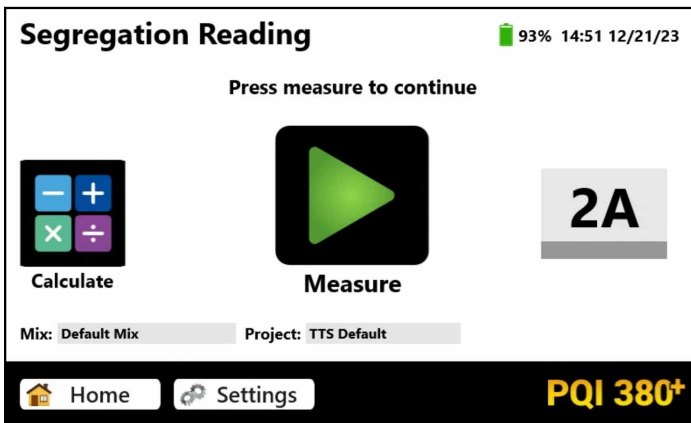 Segregation Reading
93% 14:51 12/21/23
Press measure to continue
2A
Calculate
Measure
Mix: Default Mix
Project: TTS Default
Home
Settings
PQI 380+